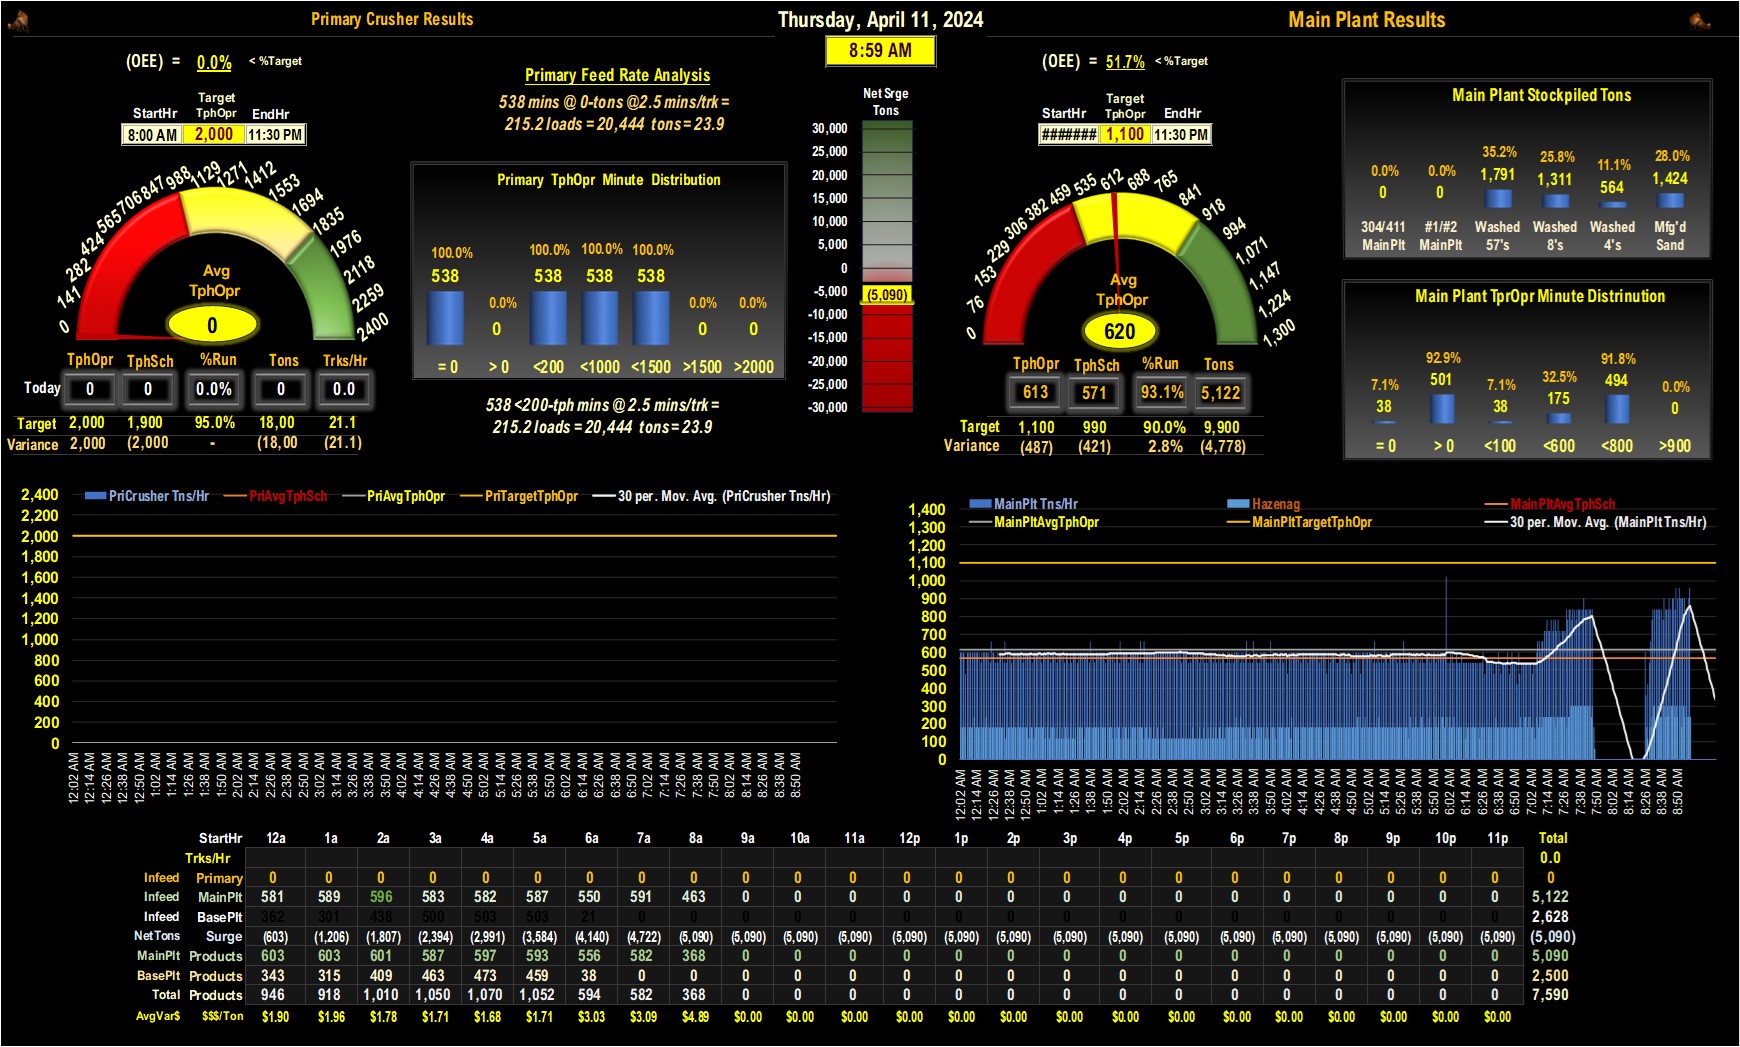 Primary Crusher Results
Thursday, April 11, 2024
Main Plant Results
8:59 AM
(OEE) = 0.0% < %Target
Target
StartHr TphOpr EndHr
8:00 AM 2,000 11:30 PM
0 141 282 424 565 706 847 988 1129 1271 1412 1553 1694 1835 1976 2118 2259 2400
Avg
TphOpr
0
TphOpr TphSch %Run Tons Trks/Hr
Today 0 0 0.0% 0 0.0
Target 2,000 1,900 95.0% 18,00 21.1
Variance 2,000 (2,000 - (18,00 (21.1)
Primary Feed Rate Analysis
538 mins @ 0-tons @2.5 mins/trk =
215.2 loads = 20,444 tons = 23.9
Primary TphOpr Minute Distribution
100.0% 0.0% 100.0% 100.0% 100.0% 0.0% 0.0%
538 0 538 538 538 0 0
= 0 > 0 <200 <1000 <1500 >1500 >2000
538 <200-tph mins @ 2.5 mins/trk =
215.2 loads = 20,444 tons = 23.9
Net Srge
Tons
30,000
25,000
20,000
15,000
10,000
5,000
0
-5,000
(5,090)
-10,000
-15,000
-20,000
-25,000
-30,000
(OEE) = 51.7% < %Target
Target
StartHr TphOpr EndHr
####### 1,100 11:30 PM
0 76 153 229 306 382 459 535 612 688 765 841 918 994 1,071 1,147 1,224 1,300
Avg
TphOpr
620
TphOpr TphSch %Run Tons
613 571 93.1% 5,122
Target 1,100 990 90.0% 9,900
Variance (487) (421) 2.8% (4,778)
Main Plant Stockpiled Tons
0.0% 0.0% 35.2% 25.8% 11.1% 28.0%
0 0 1,791 1,311 564 1,424
304/411 #1/#2 Washed Washed Washed Mfg'd
MainPlt MainPlt 57's 8's 4's Sand
Main Plant TprOpr Minute Distrinution
7.1% 92.9% 7.1% 32.5% 91.8% 0.0%
38 501 38 175 494 0
= 0 > 0 <100 <600 <800 >900
PriCrusher Tns/Hr PriAvgTphSch PriAvgTphOpr PriTargetTphOpr 30 per. Mov. Avg. (PriCrusher Tns/Hr)
2,400
2,200
2,000
1,800
1,600
1,400
1,200
1,000
800
600
400
200
0
12:02 AM 12:14 AM 12:26 AM 12:38 AM 12:50 AM 1:02 AM 1:14 AM 1:26 AM 1:38 AM 1:50 AM 2:02 AM 2:14 AM 2:26 AM 2:38 AM 2:50 AM 3:02 AM 3:14 AM 3:26 AM 3:38 AM 3:50 AM 4:02 AM 4:14 AM 4:26 AM 4:38 AM 4:50 AM 5:02 AM 5:14 AM 5:26 AM 5:38 AM 5:50 AM 6:02 AM 6:14 AM 6:26 AM 6:38 AM 6:50 AM 7:02 AM 7:14 AM 7:26 AM 7:38 AM 7:50 AM 8:02 AM 8:14 AM 8:26 AM 8:38 AM 8:50 AM
MainPlt Tns/Hr Hazenag MainPltAvgTphSch
MainPltAvgTphOpr MainPltTargetTphOpr 30 per. Mov. Avg. (MainPlt Tns/Hr)
1,400
1,300
1,200
1,100
1,000
900
800
700
600
500
400
300
200
100
0
12:02 AM 12:14 AM 12:26 AM 12:38 AM 12:50 AM 1:02 AM 1:14 AM 1:26 AM 1:38 AM 1:50 AM 2:02 AM 2:14 AM 2:26 AM 2:38 AM 2:50 AM 3:02 AM 3:14 AM 3:26 AM 3:38 AM 3:50 AM 4:02 AM 4:14 AM 4:26 AM 4:38 AM 4:50 AM 5:02 AM 5:14 AM 5:26 AM 5:38 AM 5:50 AM 6:02 AM 6:14 AM 6:26 AM 6:38 AM 6:50 AM 7:02 AM 7:14 AM 7:26 AM 7:38 AM 7:50 AM 8:02 AM 8:14 AM 8:26 AM 8:38 AM 8:50 AM
StartHr 12a 1a 2a 3a 4a 5a 6a 7a 8a 9a 10a 11a 12p 1p 2p 3p 4p 5p 6p 7p 8p 9p 10p 11p Total
Trks/Hr 0.0
Infeed Primary 0 0 0 0 0 0 0 0 0 0 0 0 0 0 0 0 0 0 0 0 0 0 0 0 0
Infeed MainPlt 581 589 596 583 582 587 550 591 463 0 0 0 0 0 0 0 0 0 0 0 0 0 0 0 5,122
Infeed BasePlt 362 301 438 500 503 503 21 0 0 0 0 0 0 0 0 0 0 0 0 0 0 0 0 0 2,628
NetTons Surge (603) (1,206) (1,807) (2,394) (2,991) (3,584) (4,140) (4,722) (5,090) (5,090) (5,090) (5,090) (5,090) (5,090) (5,090) (5,090) (5,090) (5,090) (5,090) (5,090) (5,090) (5,090) (5,090) (5,090) (5,090)
MainPlt Products 603 603 601 587 597 593 556 582 368 0 0 0 0 0 0 0 0 0 0 0 0 0 0 0 5,090
BasePlt Products 343 315 409 463 473 459 38 0 0 0 0 0 0 0 0 0 0 0 0 0 0 0 0 0 2,500
Total Products 946 918 1,010 1,050 1,070 1,052 594 582 368 0 0 0 0 0 0 0 0 0 0 0 0 0 0 0 7,590
AvgVar$ $$$/Ton $1.90 $1.96 $1.78 $1.71 $1.68 $1.71 $3.03 $3.09 $4.89 $0.00 $0.00 $0.00 $0.00 $0.00 $0.00 $0.00 $0.00 $0.00 $0.00 $0.00 $0.00 $0.00 $0.00 $0.00